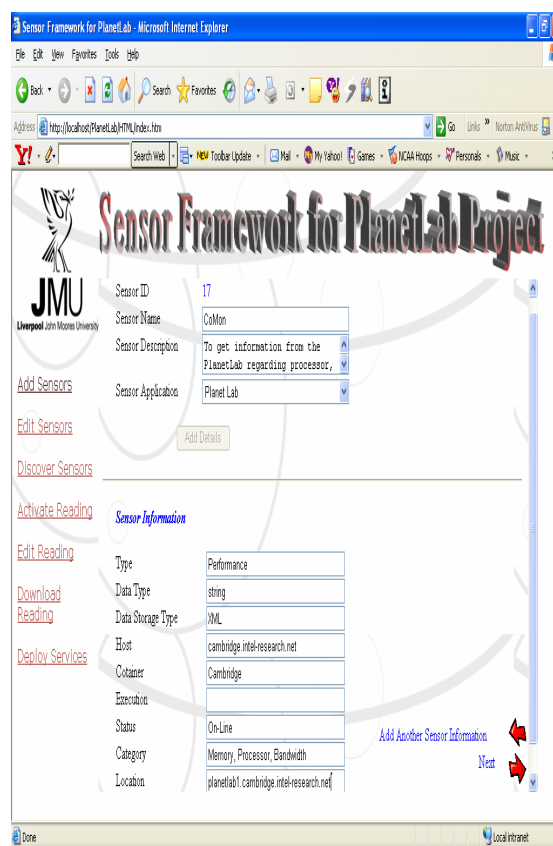 Sensor Framework for PlanetLab - Microsoft Internet Explorer
File Edit View Favorites Tools Help
Back Search Favorites
Address http://localhost/PlanetLab/HTML/index.htm Go Links » Norton AntiVirus
Y! Search Web NEW Toolbar Update Mail My Yahoo! Games NCAA Hoops Personals Music
Sensor Framework for PlanetLab Project
JMU
Liverpool John Moores University
Add Sensors
Edit Sensors
Discover Sensors
Activate Reading
Edit Reading
Download
Reading
Deploy Services
Sensor ID 17
Sensor Name CoMon
Sensor Description To get information from the
PlanetLab regarding processor,
Sensor Application Planet Lab
Add Details
Sensor Information
Type Performance
Data Type string
Data Storage Type XML
Host cambridge.intel-research.net
Cotainer Cambridge
Execution
Status On-Line
Category Memory, Processor, Bandwidth
Location planetlab1.cambridge.intel-research.net
Add Another Sensor Information
Next
Done Local intranet